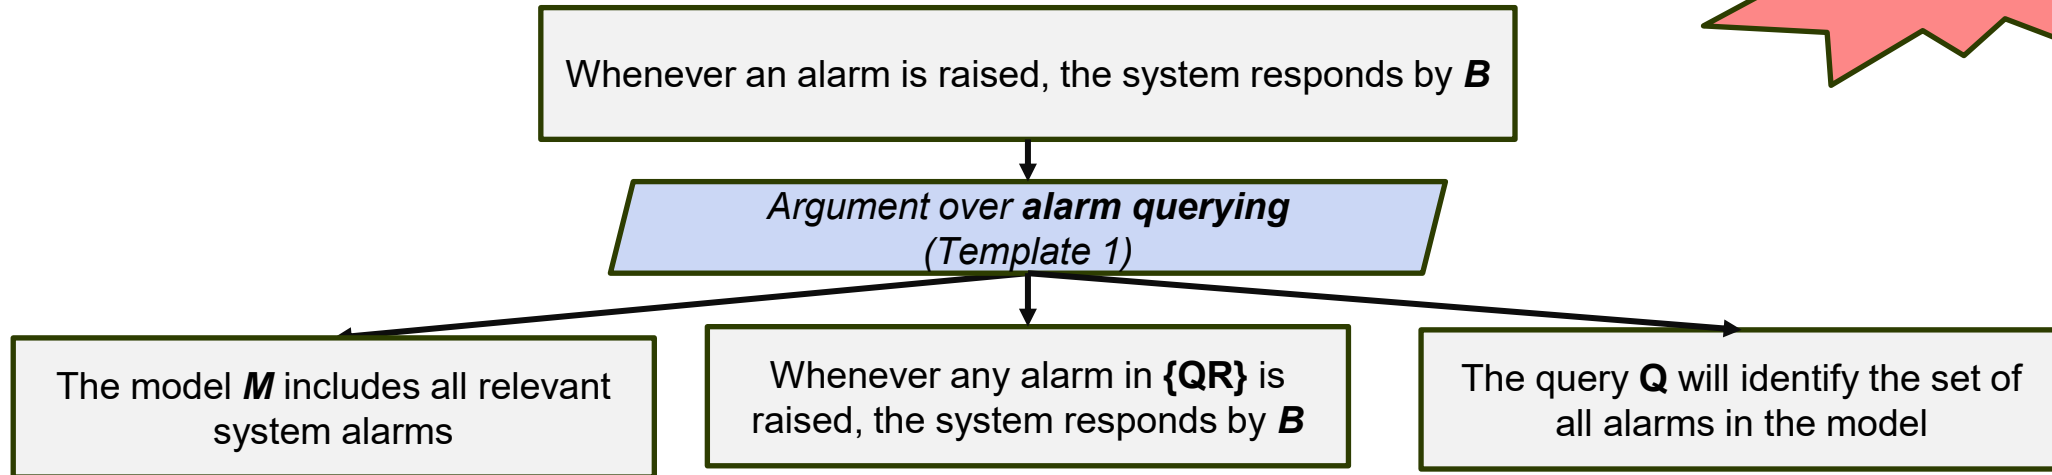 Whenever an alarm is raised, the system responds by B
Argument over alarm querying
(Template 1)
The model M includes all relevant
system alarms
Whenever any alarm in {QR} is
raised, the system responds by B
The query Q will identify the set of
all alarms in the model